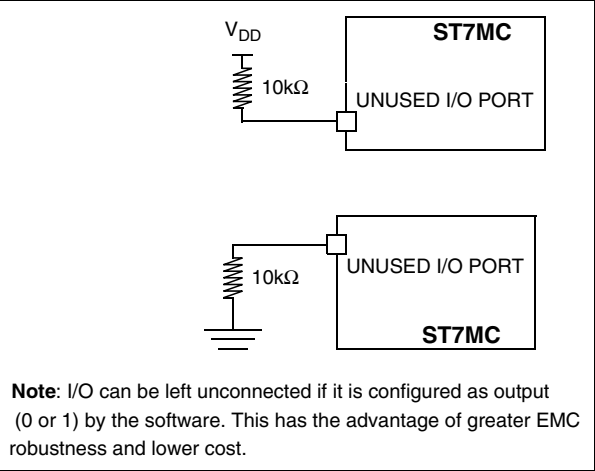 V_DD
ST7MC
10kΩ
UNUSED I/O PORT
UNUSED I/O PORT
10kΩ
ST7MC
Note: I/O can be left unconnected if it is configured as output
(0 or 1) by the software. This has the advantage of greater EMC
robustness and lower cost.